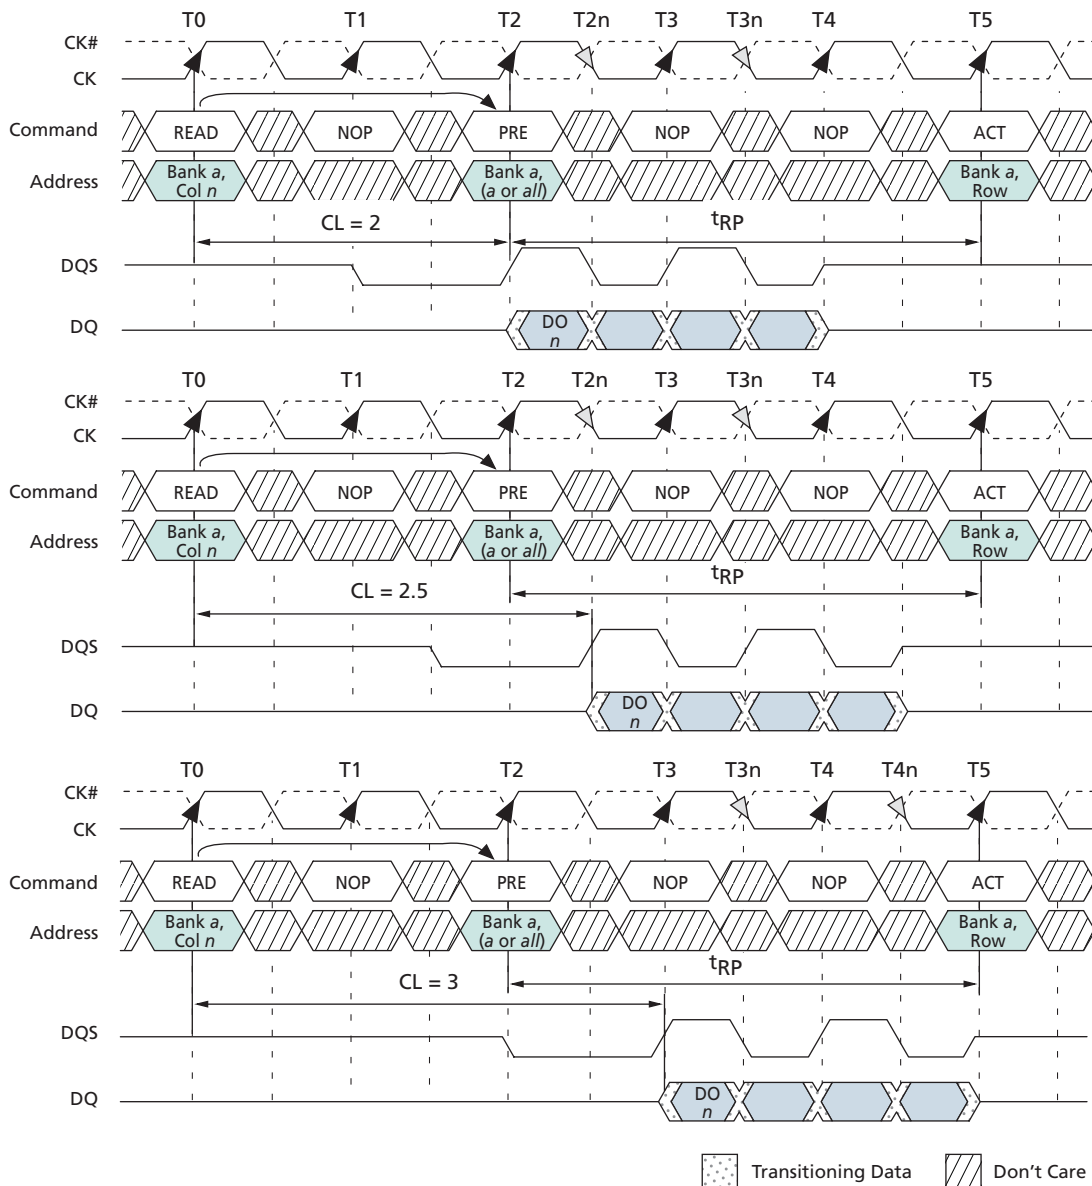 T0 T1 T2 T2n T3 T3n T4 T5
CK#
CK
Command READ NOP PRE NOP NOP ACT
Address Bank a, Col n Bank a, (a or all) Bank a, Row
CL = 2 tRP
DQS
DQ DO n
T0 T1 T2 T2n T3 T3n T4 T5
CK#
CK
Command READ NOP PRE NOP NOP ACT
Address Bank a, Col n Bank a, (a or all) Bank a, Row
CL = 2.5 tRP
DQS
DQ DO n
T0 T1 T2 T3 T3n T4 T4n T5
CK#
CK
Command READ NOP PRE NOP NOP ACT
Address Bank a, Col n Bank a, (a or all) Bank a, Row
CL = 3 tRP
DQS
DQ DO n
Transitioning Data Don't Care